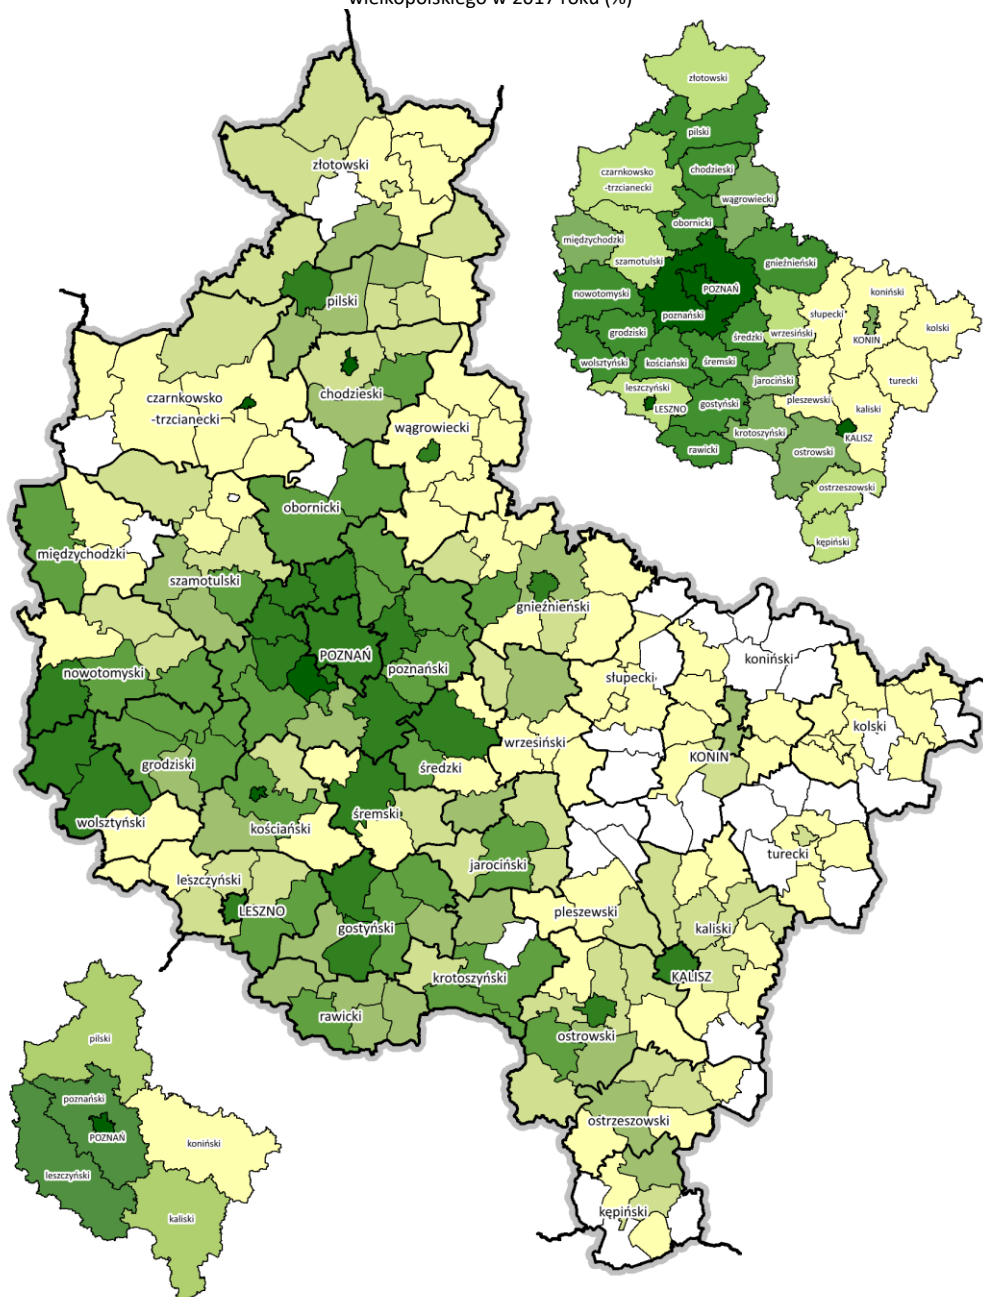 wielkopolskiego w 2017 roku (%)
złotowski
pilski
czarnkowsko
-trzcianecki
chodzieski
wągrowiecki
obornicki
międzychodzki
szamotulski
gnieźnieński
nowotomyski
POZNAŃ
poznański
słupecki
koniński
kolski
KONIN
wrzesiński
średzki
grodziski
wolsztyński
kościański
śremski
turecki
jarociński
leszczyński
LESZNO
gostyński
pleszewski
kaliski
KALISZ
krotoszyński
rawicki
ostrowski
ostrzeszowski
kępiński
złotowski
pilski
czarnkowsko
-trzcianecki
chodzieski
wągrowiecki
obornicki
międzychodzki
szamotulski
gnieźnieński
nowotomyski
POZNAŃ
poznański
koniński
słupecki
kolski
KONIN
grodziski
średzki
wrzesiński
wolsztyński
kościański
śremski
jarociński
turecki
leszczyński
LESZNO
gostyński
pleszewski
kaliski
rawicki
krotoszyński
KALISZ
ostrowski
ostrzeszowski
kępiński
pilski
poznański
POZNAŃ
koniński
leszczyński
kaliski